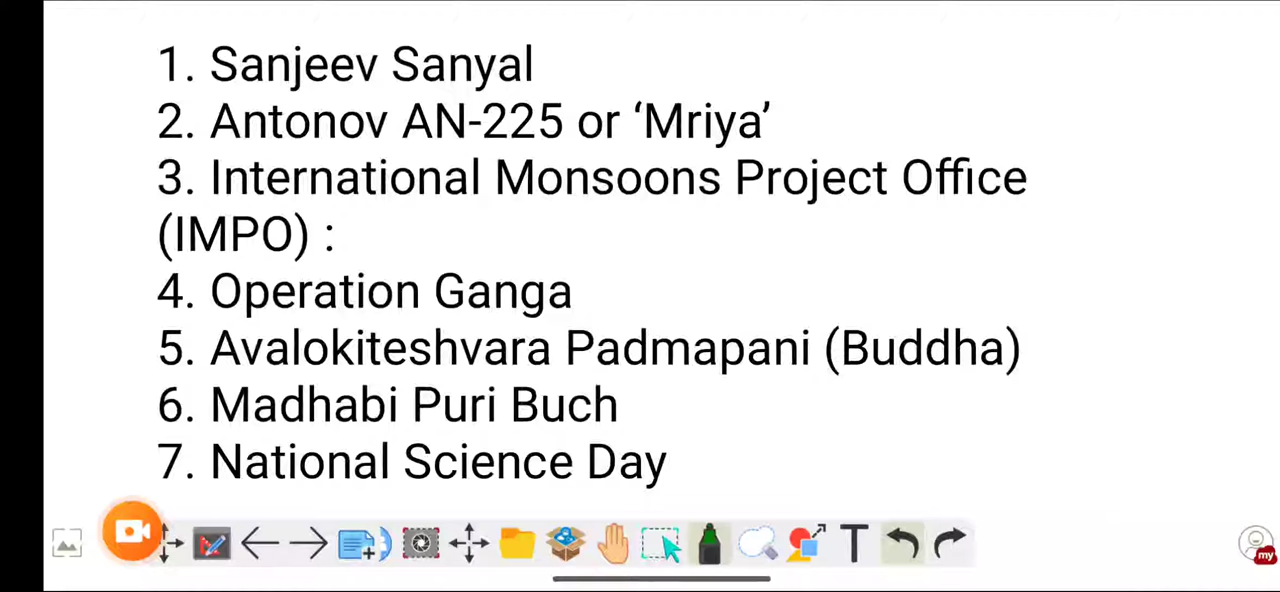 1. Sanjeev Sanyal
2. Antonov AN-225 or ‘Mriya’
3. International Monsoons Project Office
(IMPO) :
4. Operation Ganga
5. Avalokiteshvara Padmapani (Buddha)
6. Madhabi Puri Buch
7. National Science Day
T
my